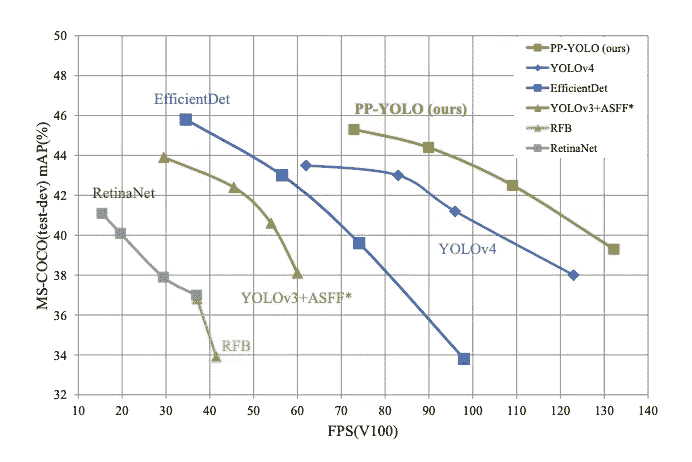 50
48
46
44
42
40
38
36
34
32
MS-COCO(test-dev) mAP(%)
10 20 30 40 50 60 70 80 90 100 110 120 130 140
FPS(V100)
PP-YOLO (ours)
YOLOv4
EfficientDet
YOLOv3+ASFF*
RFB
RetinaNet
EfficientDet
PP-YOLO (ours)
RetinaNet
YOLOv4
YOLOv3+ASFF*
RFB